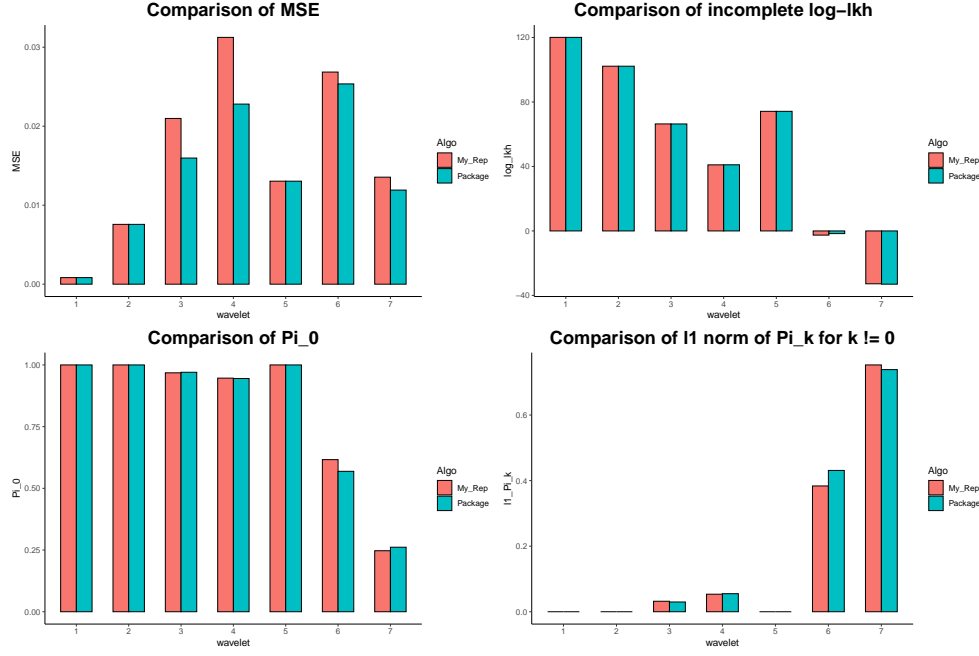 Comparison of MSE
MSE
0.03
0.02
0.01
0.00
1 2 3 4 5 6 7
wavelet
Algo
My_Rep
Package
Comparison of incomplete log−lkh
log_lkh
120
80
40
0
−40
1 2 3 4 5 6 7
wavelet
Algo
My_Rep
Package
Comparison of Pi_0
Pi_0
1.00
0.75
0.50
0.25
0.00
1 2 3 4 5 6 7
wavelet
Algo
My_Rep
Package
Comparison of l1 norm of Pi_k for k != 0
l1_Pi_k
0.6
0.4
0.2
0.0
1 2 3 4 5 6 7
wavelet
Algo
My_Rep
Package